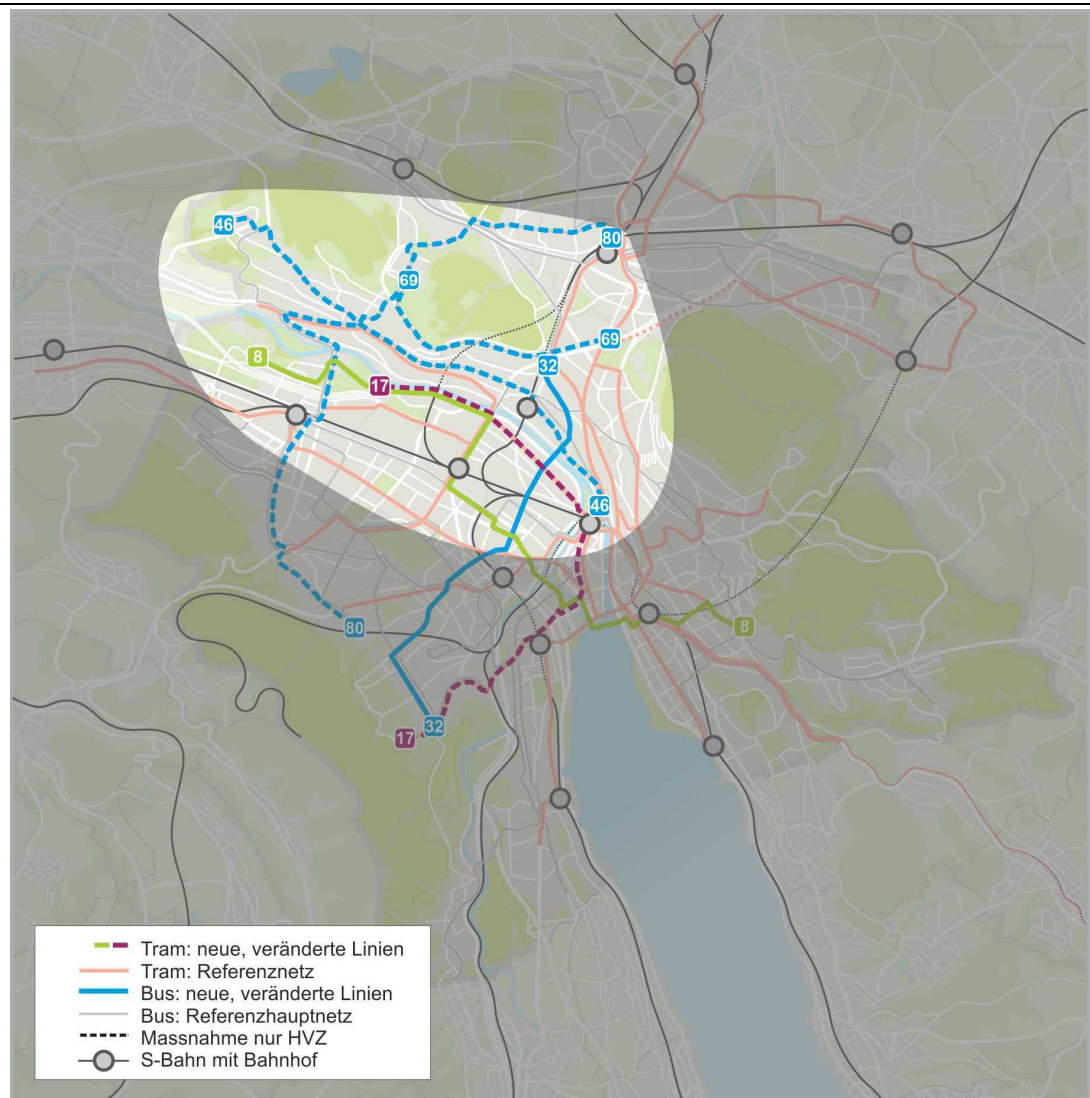 46
80
69
69
8
32
17
46
80
8
32
17
Tram: neue, veränderte Linien
Tram: Referenznetz
Bus: neue, veränderte Linien
Bus: Referenzhauptnetz
Massnahme nur HVZ
S-Bahn mit Bahnhof